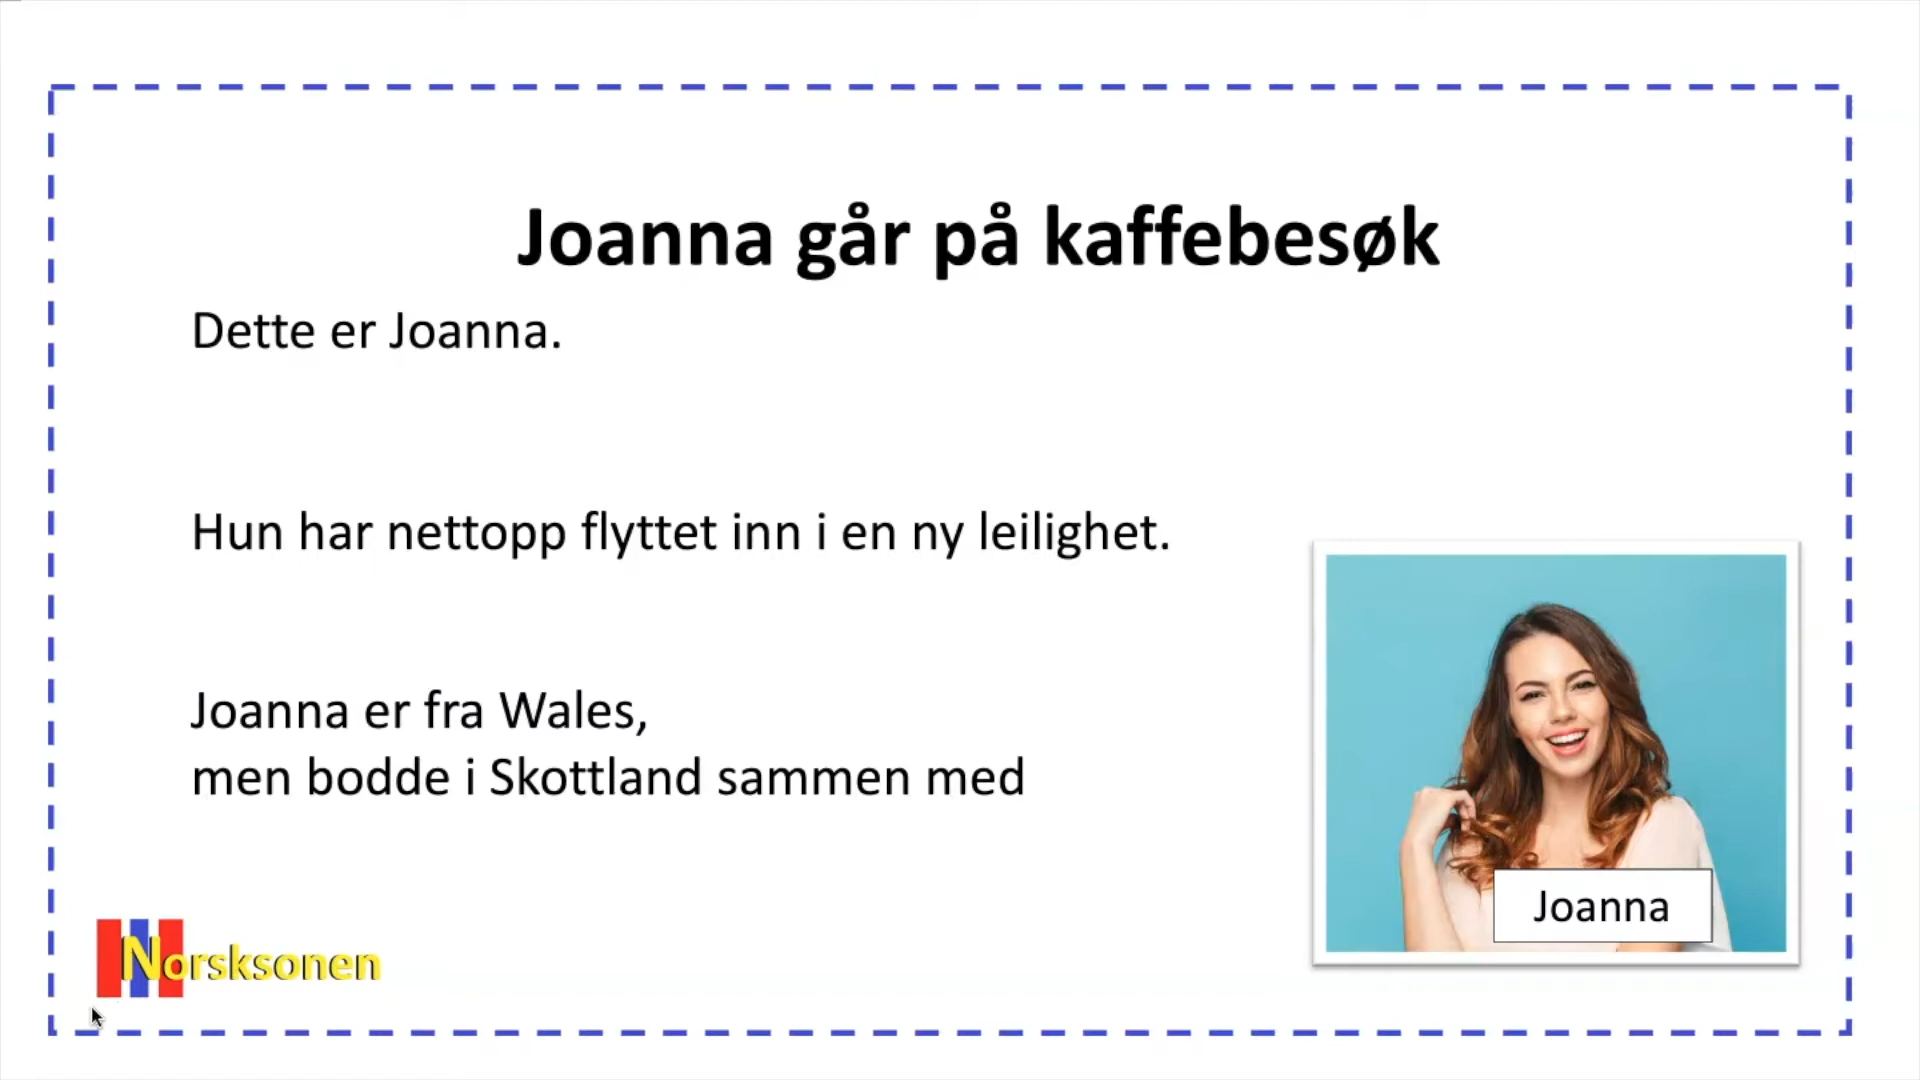 Joanna går på kaffebesøk
Dette er Joanna.
Hun har nettopp flyttet inn i en ny leilighet.
Joanna er fra Wales,
men bodde i Skottland sammen med
Joanna
Norsksonen